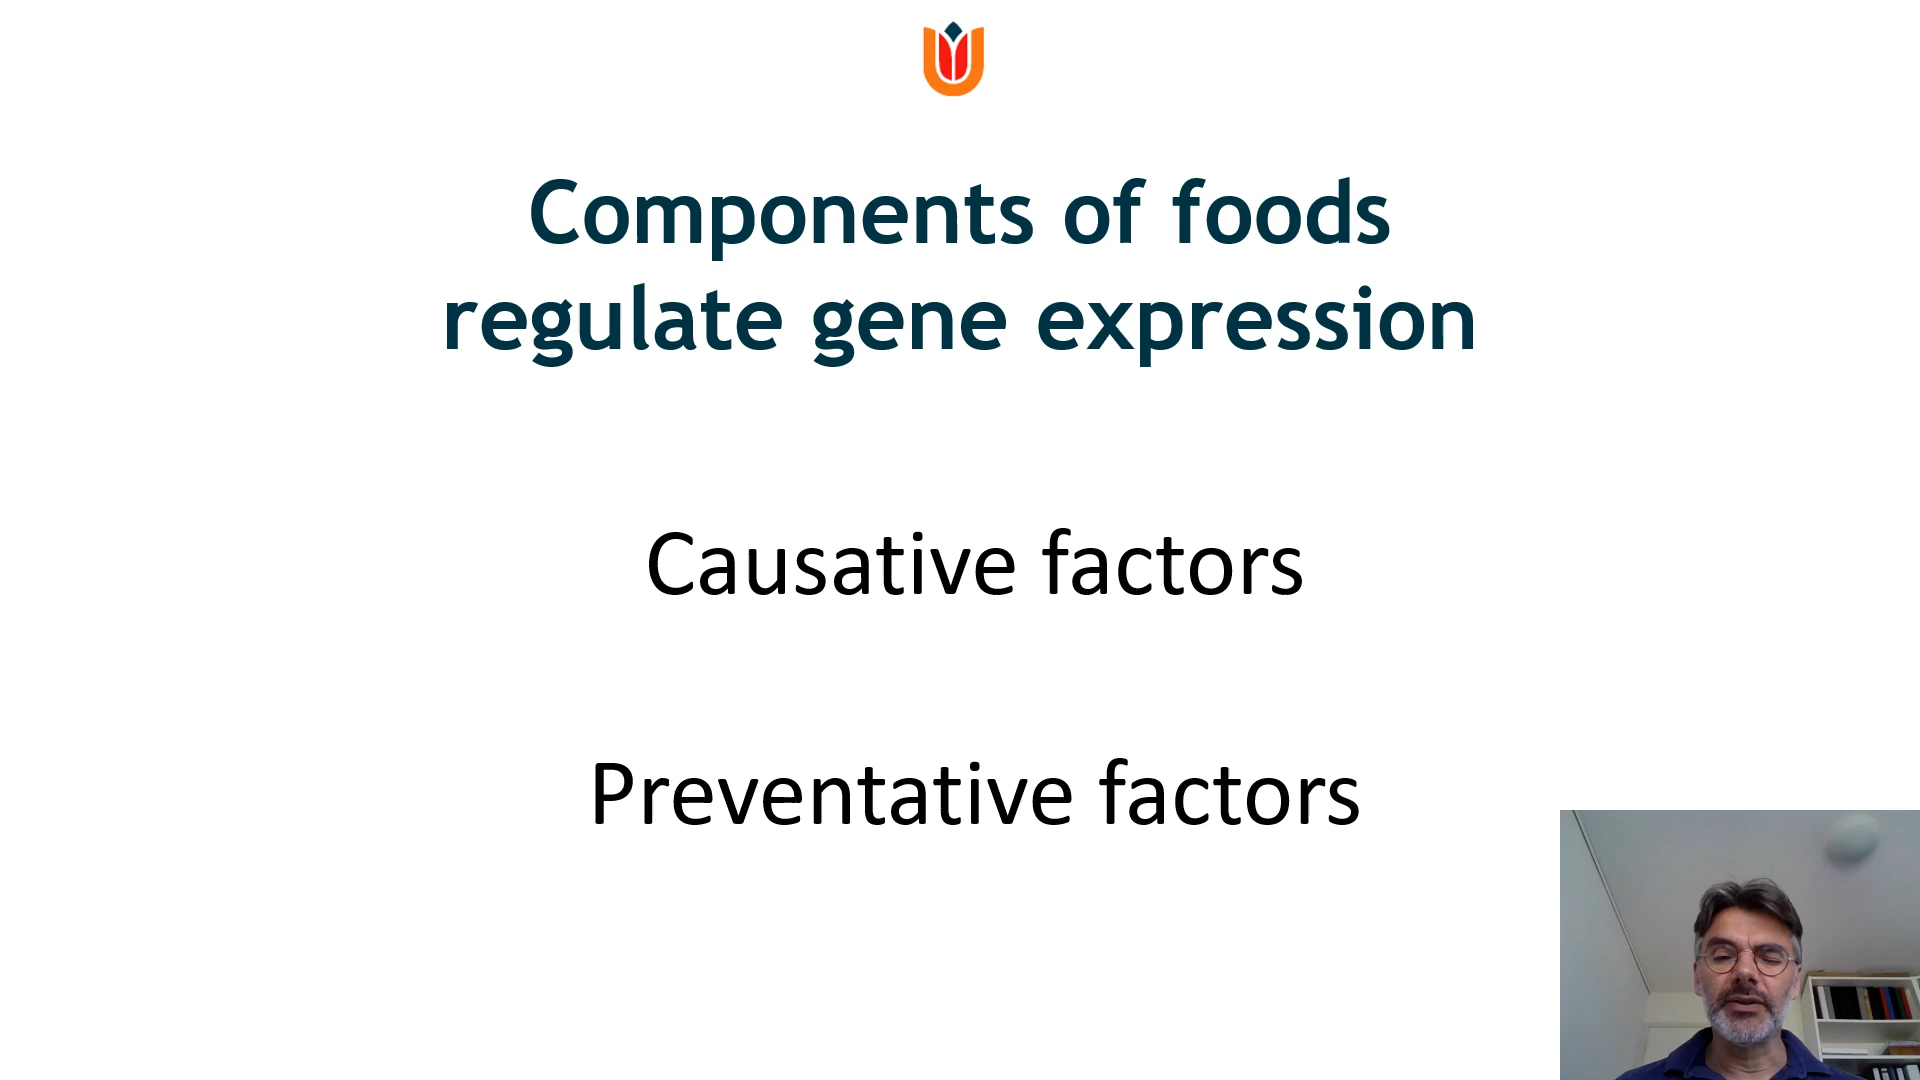 Components of foods
regulate gene expression
Causative factors
Preventative factors